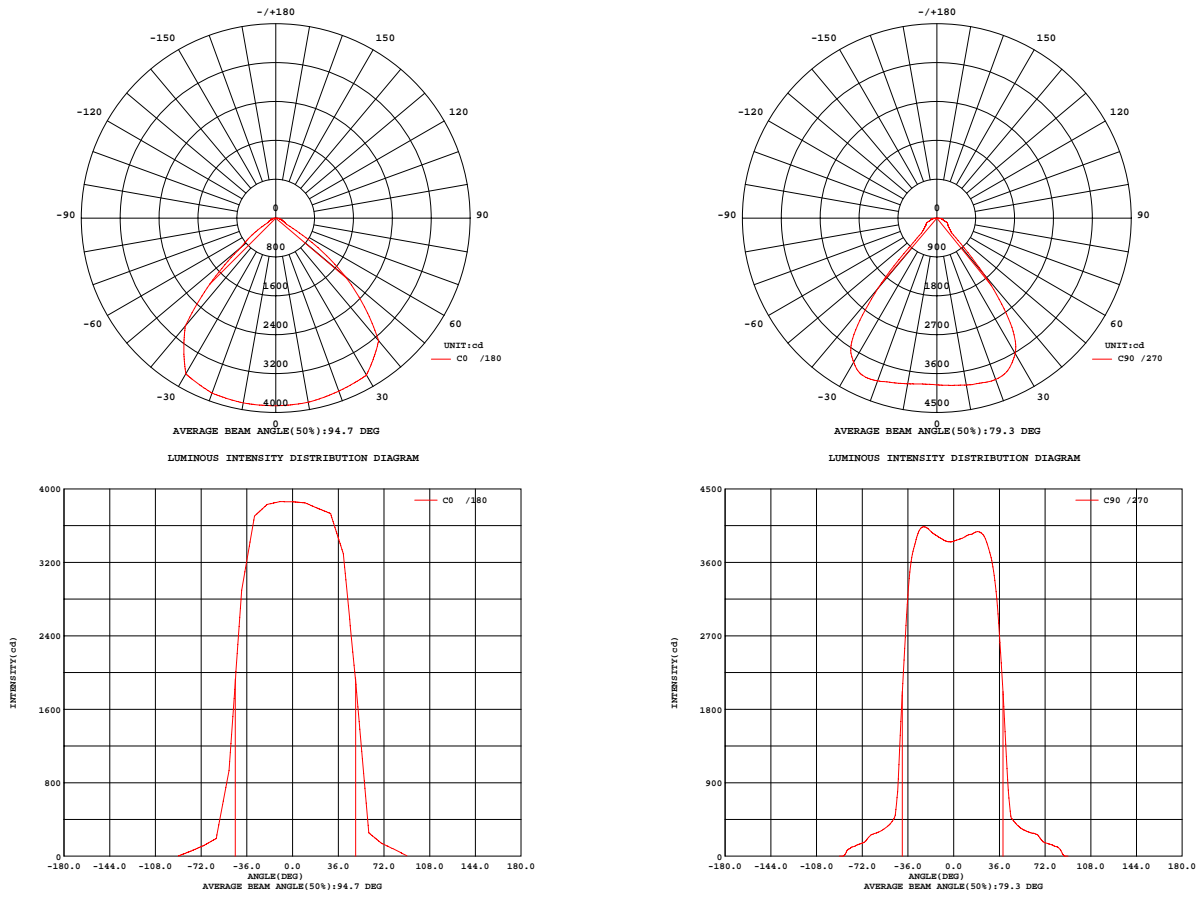 -/+180
-150 150
-120 120
-90 90
-60 60
-30 30
0
0
800
1600
2400
3200
4000
UNIT:cd
C0 /180
AVERAGE BEAM ANGLE(50%):94.7 DEG
-/+180
-150 150
-120 120
-90 90
-60 60
-30 30
0
0
900
1800
2700
3600
4500
UNIT:cd
C90 /270
AVERAGE BEAM ANGLE(50%):79.3 DEG
LUMINOUS INTENSITY DISTRIBUTION DIAGRAM
C0 /180
4000
3200
2400
1600
800
0
INTENSITY(cd)
-180.0 -144.0 -108.0 -72.0 -36.0 0.0 36.0 72.0 108.0 144.0 180.0
ANGLE(DEG)
AVERAGE BEAM ANGLE(50%):94.7 DEG
LUMINOUS INTENSITY DISTRIBUTION DIAGRAM
C90 /270
4500
3600
2700
1800
900
0
INTENSITY(cd)
-180.0 -144.0 -108.0 -72.0 -36.0 0.0 36.0 72.0 108.0 144.0 180.0
ANGLE(DEG)
AVERAGE BEAM ANGLE(50%):79.3 DEG